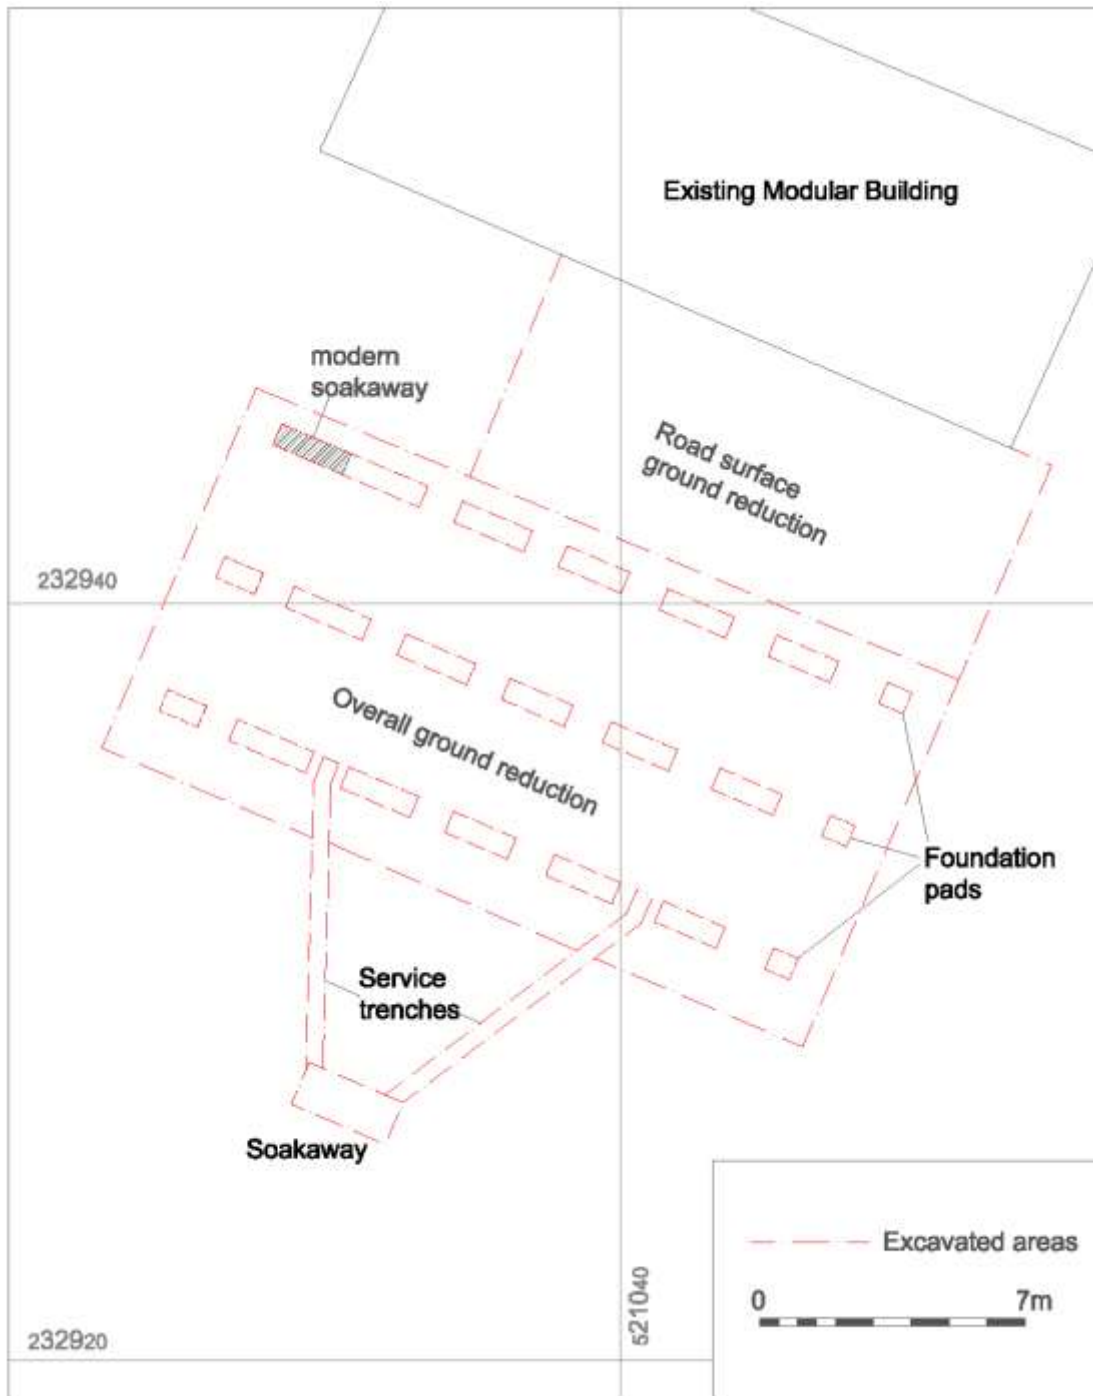 Existing Modular Building
modern
soakaway
Road surface
ground reduction
232940
Overall ground reduction
Foundation
pads
Service
trenches
Soakaway
Excavated areas
0 7m
521040
232920